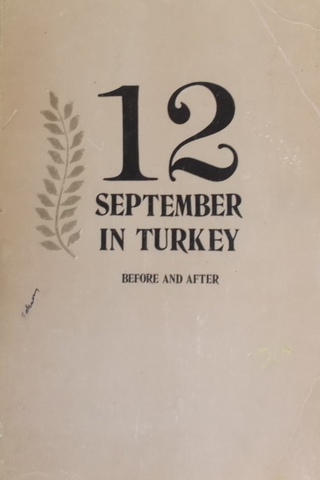 12
SEPTEMBER
IN TURKEY
BEFORE AND AFTER